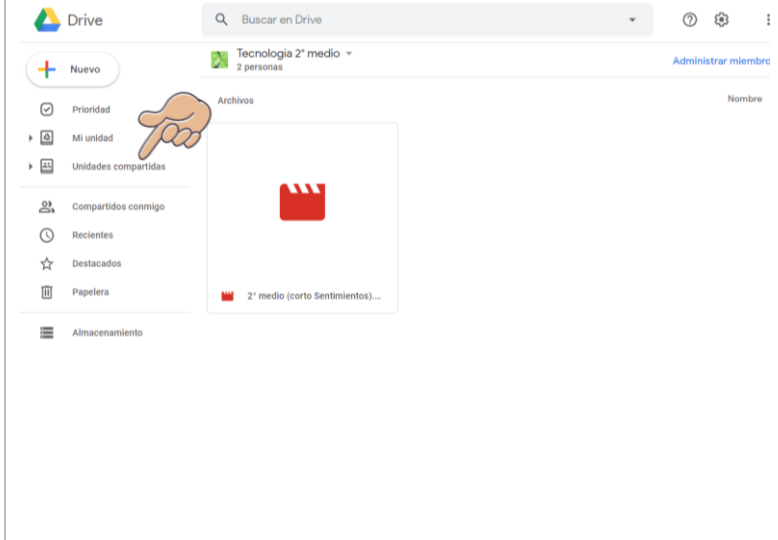 Drive
Buscar en Drive
Nuevo
Tecnología 2° medio
2 personas
Administrar miembro
Prioridad
Archivos
Nombre
Mi unidad
Unidades compartidas
Compartidos conmigo
Recientes
Destacados
Papelera
2° medio (corto Sentimientos)....
Almacenamiento